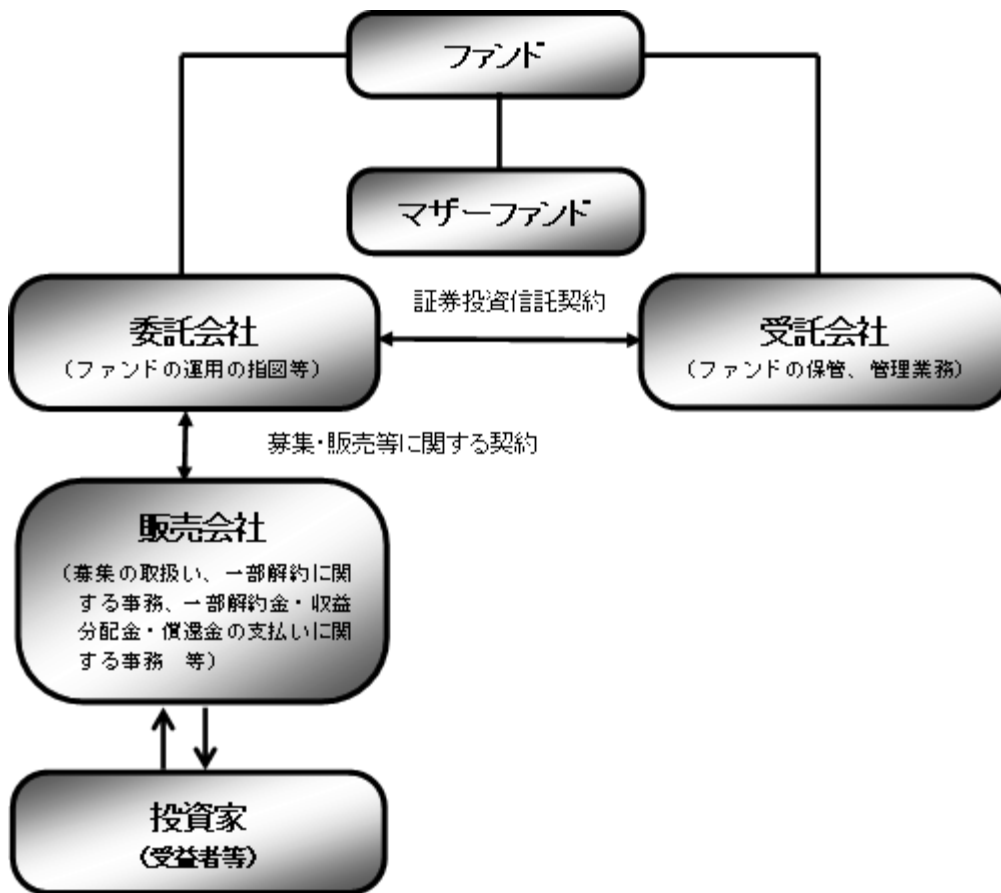 ファンド
マザーファンド
証券投資信託契約
委託会社
(ファンドの運用の指図等)
受託会社
(ファンドの保管、管理業務)
募集・販売等に関する契約
販売会社
(募集の取扱い、一部解約に関
する事務、一部解約金・収益
分配金・償還金の支払いに関
する事務　等)
投資家
(受益者等)